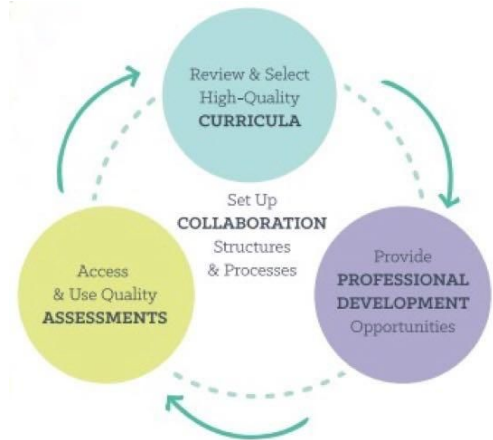 Review & Select
High-Quality
CURRICULA
Set Up
COLLABORATION
Structures
& Processes
Provide
PROFESSIONAL
DEVELOPMENT
Opportunities
Access
& Use Quality
ASSESSMENTS